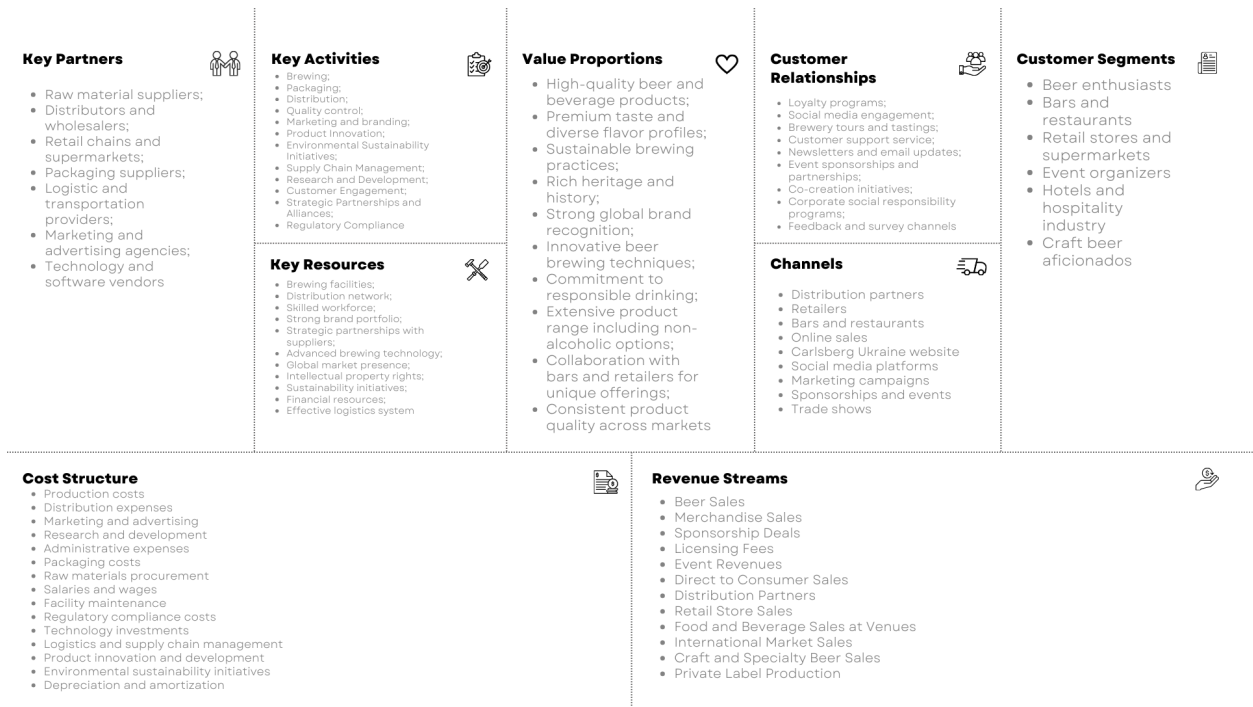 Key Partners
Raw material suppliers;
Distributors and
wholesalers;
Retail chains and
supermarkets;
Packaging suppliers;
Logistic and
transportation
providers;
Marketing and
advertising agencies;
Technology and
software vendors
Key Activities
Brewing;
Packaging;
Distribution;
Quality control;
Marketing and branding;
Product Innovation;
Environmental Sustainability
Initiatives;
Supply Chain Management;
Research and Development;
Customer Engagement;
Strategic Partnerships and
Alliances;
Regulatory Compliance
Key Resources
Brewing facilities;
Distribution network;
Skilled workforce;
Strong brand portfolio;
Strategic partnerships with
suppliers;
Advanced brewing technology;
Global market presence;
Intellectual property rights;
Sustainability initiatives;
Financial resources;
Effective logistics system
Value Proportions
High-quality beer and
beverage products;
Premium taste and
diverse flavor profiles;
Sustainable brewing
practices;
Rich heritage and
history;
Strong global brand
recognition;
Innovative beer
brewing techniques;
Commitment to
responsible drinking;
Extensive product
range including non-
alcoholic options;
Collaboration with
bars and retailers for
unique offerings;
Consistent product
quality across markets
Customer
Relationships
Loyalty programs;
Social media engagement;
Brewery tours and tastings;
Customer support service;
Newsletters and email updates;
Event sponsorships and
partnerships;
Co-creation initiatives;
Corporate social responsibility
programs;
Feedback and survey channels
Channels
Distribution partners
Retailers
Bars and restaurants
Online sales
Carlsberg Ukraine website
Social media platforms
Marketing campaigns
Sponsorships and events
Trade shows
Customer Segments
Beer enthusiasts
Bars and
restaurants
Retail stores and
supermarkets
Event organizers
Hotels and
hospitality
industry
Craft beer
aficionados
Cost Structure
Production costs
Distribution expenses
Marketing and advertising
Research and development
Administrative expenses
Packaging costs
Raw materials procurement
Salaries and wages
Facility maintenance
Regulatory compliance costs
Technology investments
Logistics and supply chain management
Product innovation and development
Environmental sustainability initiatives
Depreciation and amortization
Revenue Streams
Beer Sales
Merchandise Sales
Sponsorship Deals
Licensing Fees
Event Revenues
Direct to Consumer Sales
Distribution Partners
Retail Store Sales
Food and Beverage Sales at Venues
International Market Sales
Craft and Specialty Beer Sales
Private Label Production